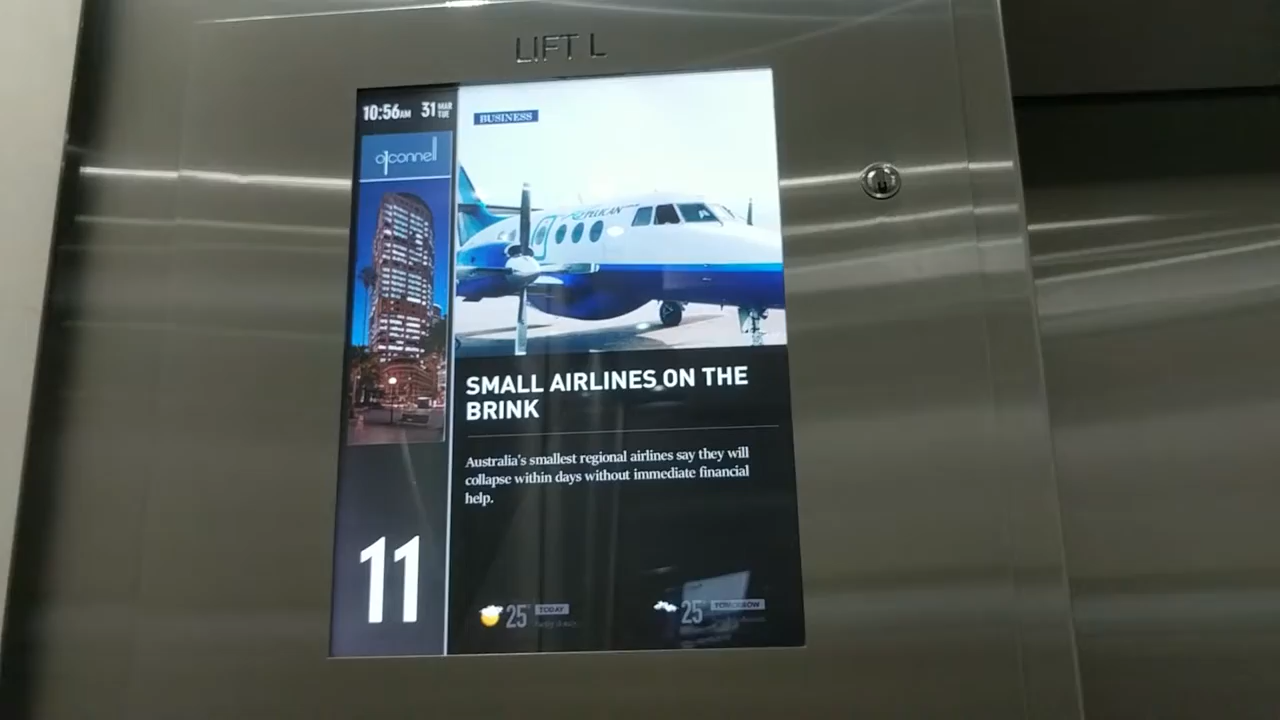 LIFT L
10:56AM 31 MAR TUE
o1connell
BUSINESS
PELICAN
SMALL AIRLINES ON THE
BRINK
Australia's smallest regional airlines say they will
collapse within days without immediate financial
help.
11
25° TODAY
25° TOMORROW